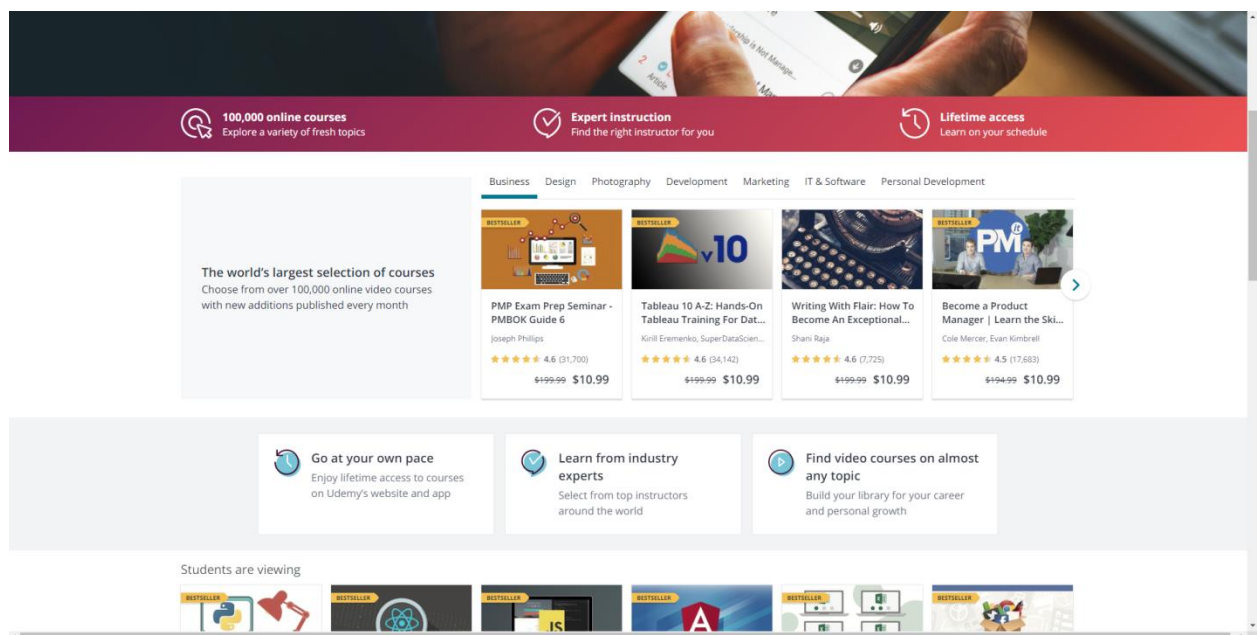 ship is Not Manage...
2
Article
100,000 online courses
Explore a variety of fresh topics
Expert instruction
Find the right instructor for you
Lifetime access
Learn on your schedule
The world's largest selection of courses
Choose from over 100,000 online video courses
with new additions published every month
Business Design Photography Development Marketing IT & Software Personal Development
BESTSELLER
PMP Exam Prep Seminar -
PMBOK Guide 6
Joseph Phillips
4.6 (31,700)
$199.99 $10.99
BESTSELLER
v10
Tableau 10 A-Z: Hands-On
Tableau Training For Dat...
Kirill Eremenko, SuperDataScien...
4.6 (34,142)
$199.99 $10.99
Writing With Flair: How To
Become An Exceptional...
Shani Raja
4.6 (7,725)
$199.99 $10.99
BESTSELLER
PM it
Become a Product
Manager | Learn the Ski...
Cole Mercer, Evan Kimbrell
4.5 (17,683)
$194.99 $10.99
Go at your own pace
Enjoy lifetime access to courses
on Udemy's website and app
Learn from industry
experts
Select from top instructors
around the world
Find video courses on almost
any topic
Build your library for your career
and personal growth
Students are viewing
BESTSELLER
BESTSELLER
BESTSELLER
JS
BESTSELLER
A
BESTSELLER
BESTSELLER